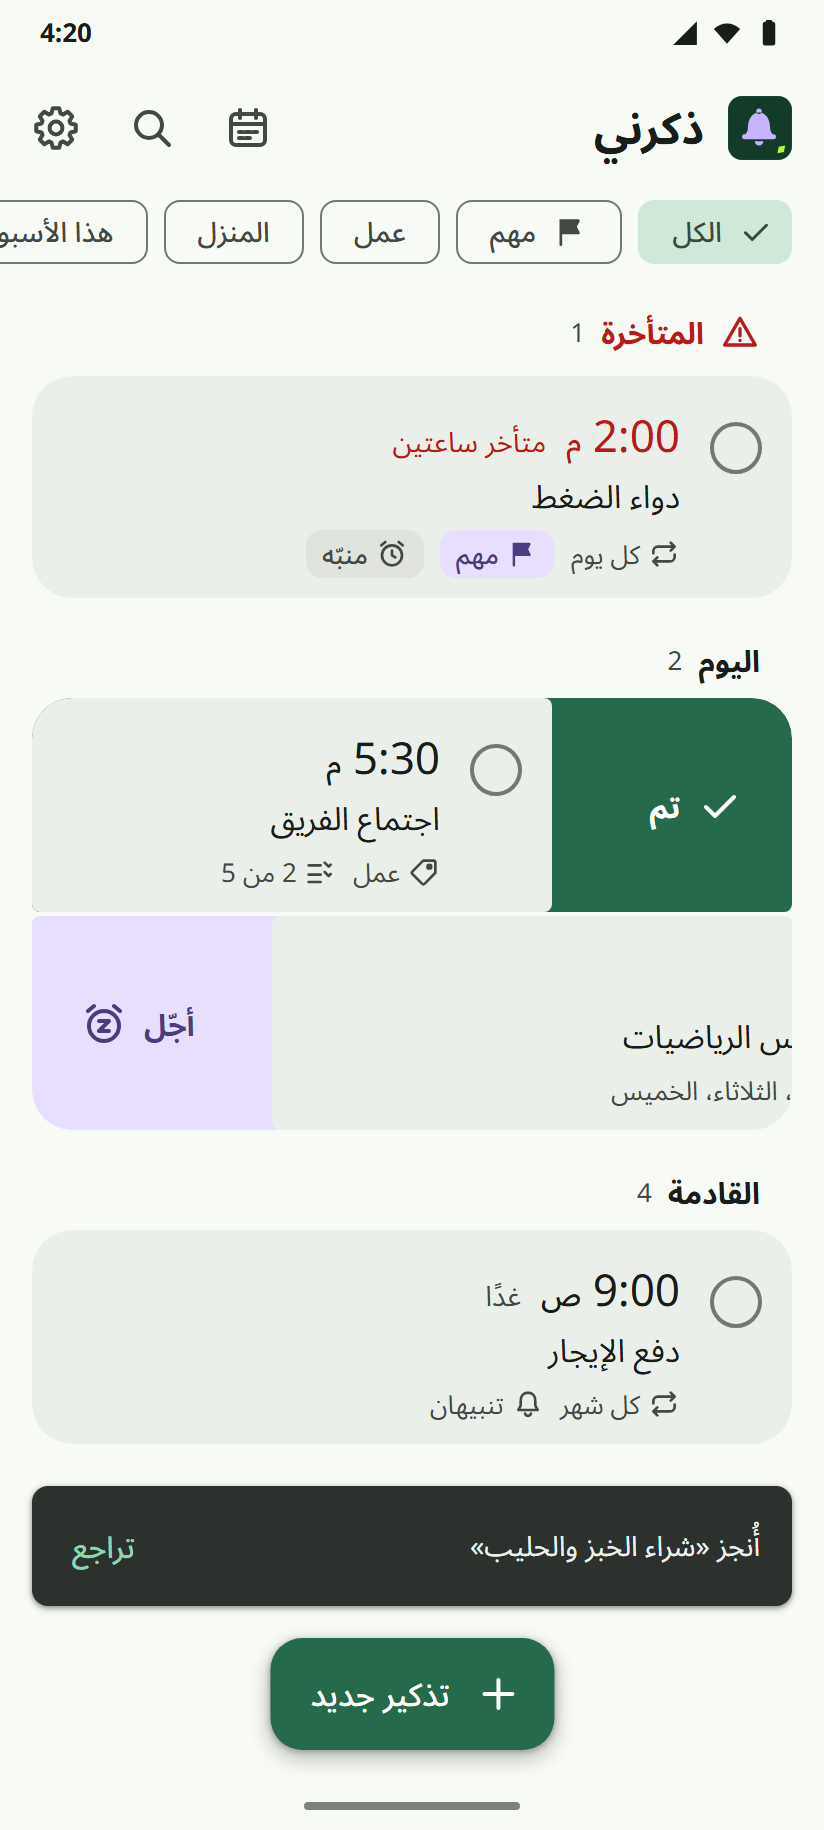 4:20
ذكرني
الكل
مهم
عمل
المنزل
هذا
المتأخرة 1
2:00 م متأخر ساعتين
دواء الضغط
كل يوم مهم منبّه
اليوم 2
تم
5:30 م
اجتماع الفريق
عمل 2 من 5
الرياضيات
أجّل
، الثلاثاء، الخميس
القادمة 4
9:00 ص غدًا
دفع الإيجار
كل شهر تنبيهان
أُنجز «شراء الخبز والحليب» تراجع
تذكير جديد